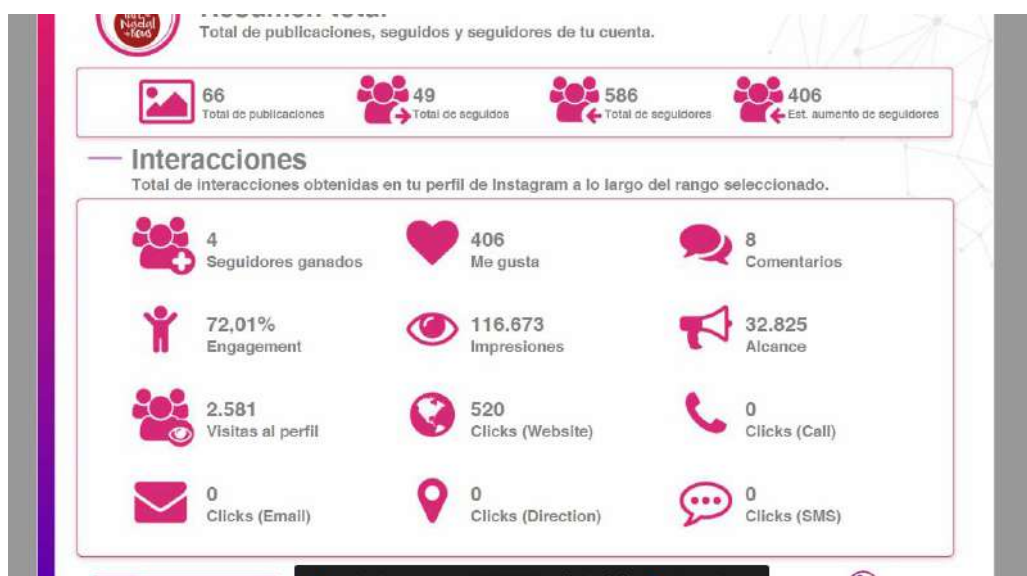 Nadal
Resumen total
Total de publicaciones, seguidos y seguidores de tu cuenta.
66
Total de publicaciones
49
Total de seguidos
586
Total de seguidores
406
Est. aumento de seguidores
Interacciones
Total de interacciones obtenidas en tu perfil de Instagram a lo largo del rango seleccionado.
4
Seguidores ganados
406
Me gusta
8
Comentarios
72,01%
Engagement
116.673
Impresiones
32.825
Alcance
2.581
Visitas al perfil
520
Clicks (Website)
0
Clicks (Call)
0
Clicks (Email)
0
Clicks (Direction)
0
Clicks (SMS)